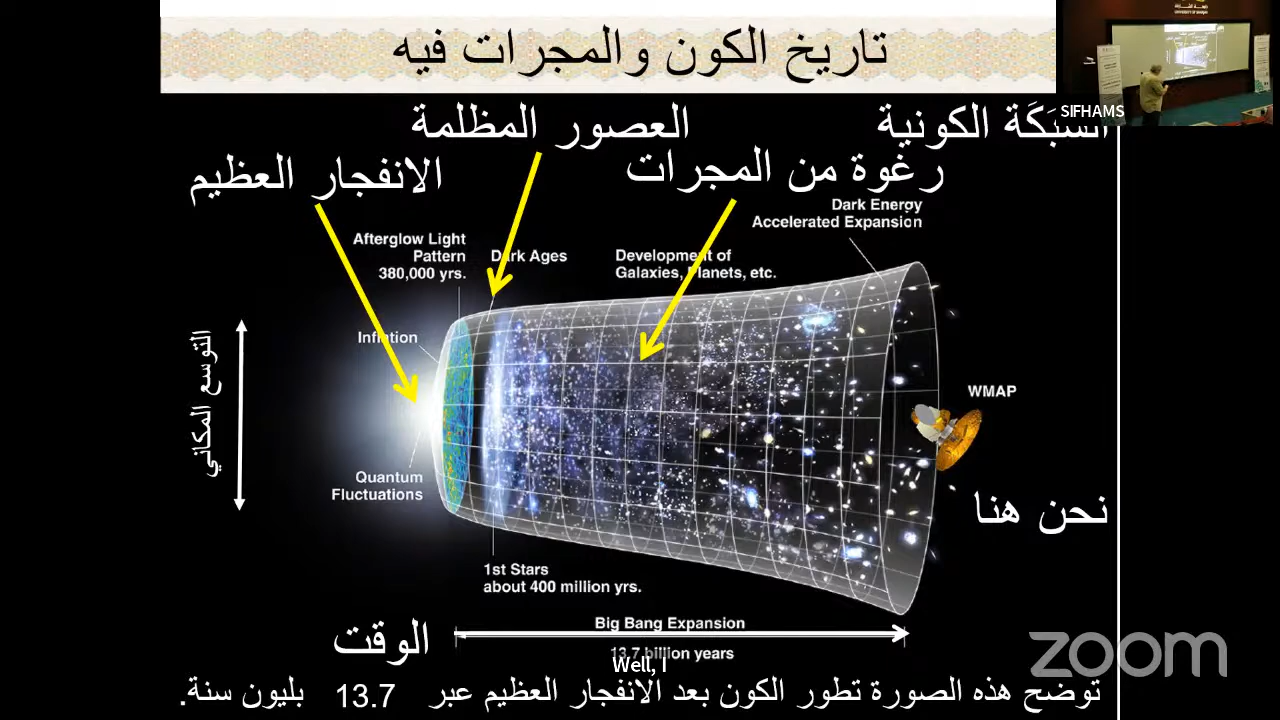 تاريخ الكون والمجرات فيه
SIFHAMS
العصور المظلمة
الكونية
الانفجار العظيم
رغوة من المجرات
Dark Energy
Accelerated Expansion
Afterglow Light
Pattern
380,000 yrs.
Dark Ages
Development of
Galaxies, Planets, etc.
Inflation
التوسع المكاني
WMAP
Quantum
Fluctuations
نحن هنا
1st Stars
about 400 million yrs.
Big Bang Expansion
الوقت
13.7 billion years
Well, I
zoom
توضح هذه الصورة تطور الكون بعد الانفجار العظيم عبر 13.7 بليون سنة.